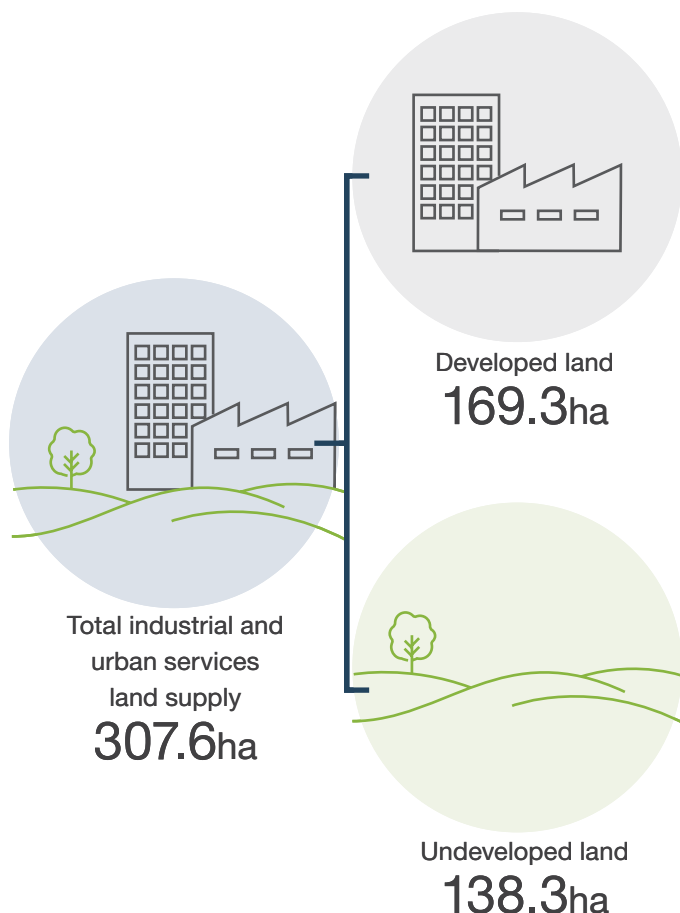 Developed land
169.3ha
Total industrial and
urban services
land supply
307.6ha
Undeveloped land
138.3ha